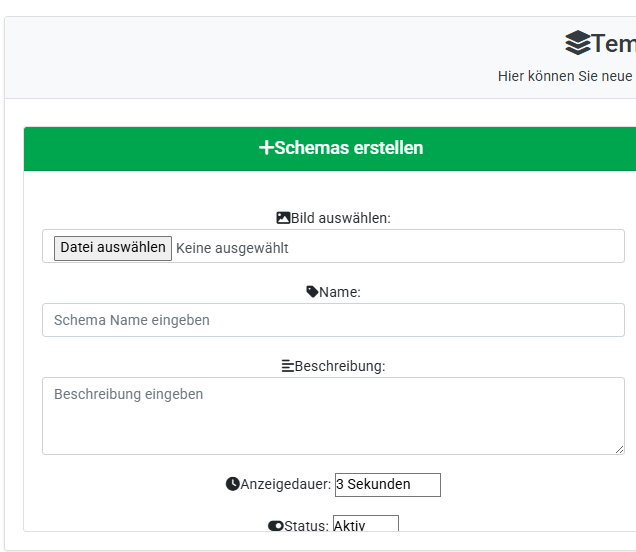 Tem
Hier können Sie neue
Schemas erstellen
Bild auswählen:
Datei auswählen Keine ausgewählt
Name:
Schema Name eingeben
Beschreibung:
Beschreibung eingeben
Anzeigedauer: 3 Sekunden
Status: Aktiv